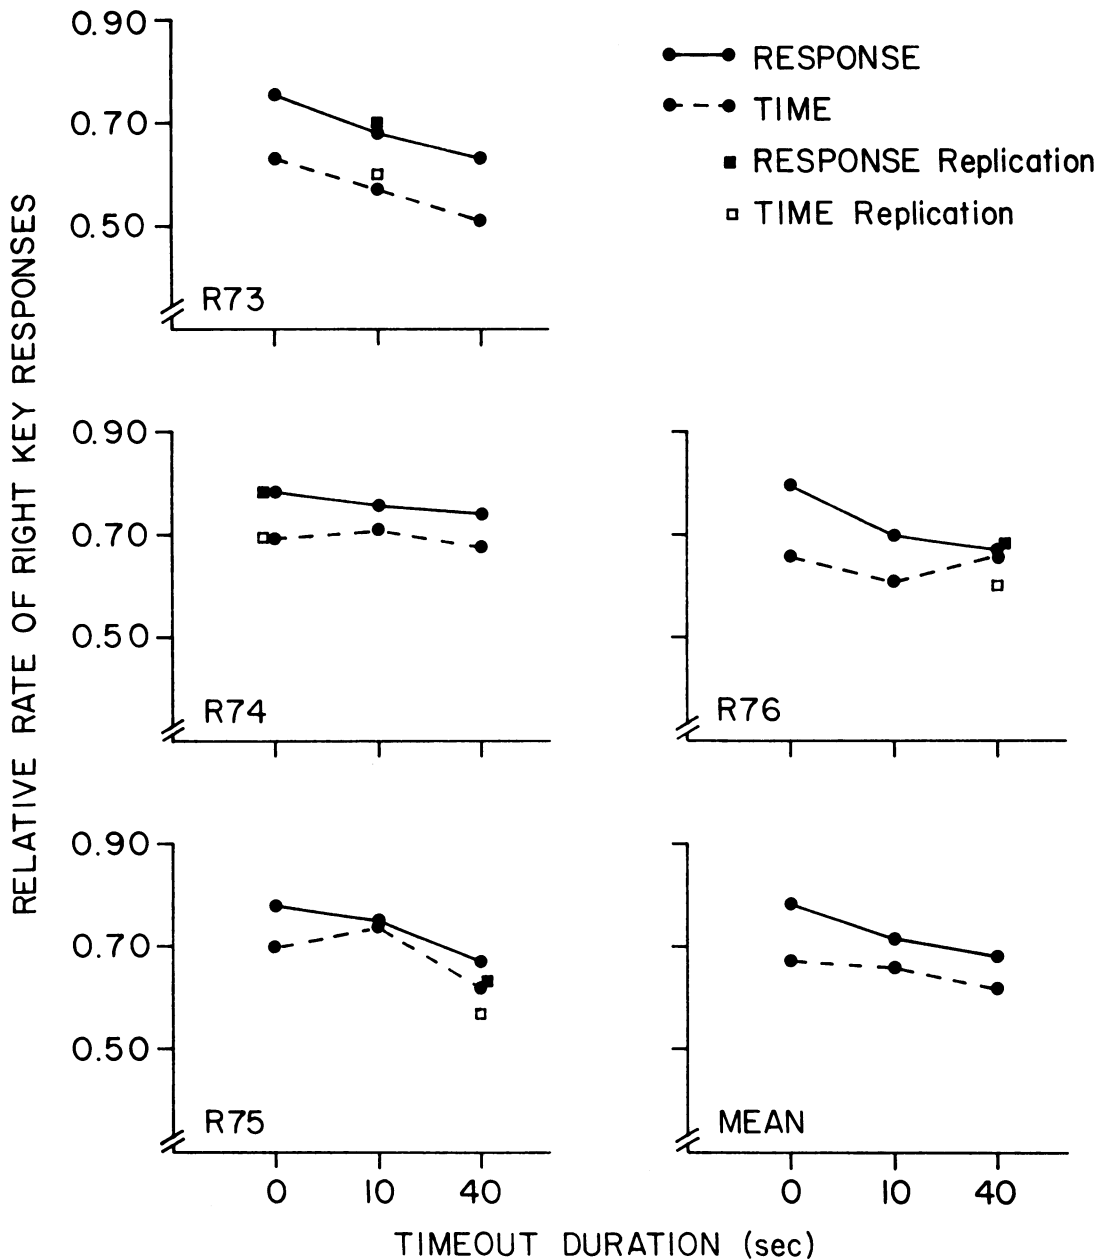 RELATIVE RATE OF RIGHT KEY RESPONSES
0.90
0.70
0.50
R73
RESPONSE
TIME
RESPONSE Replication
TIME Replication
0.90
0.70
0.50
R74
R76
0.90
0.70
0.50
R75
MEAN
0 10 40
0 10 40
TIMEOUT DURATION (sec)